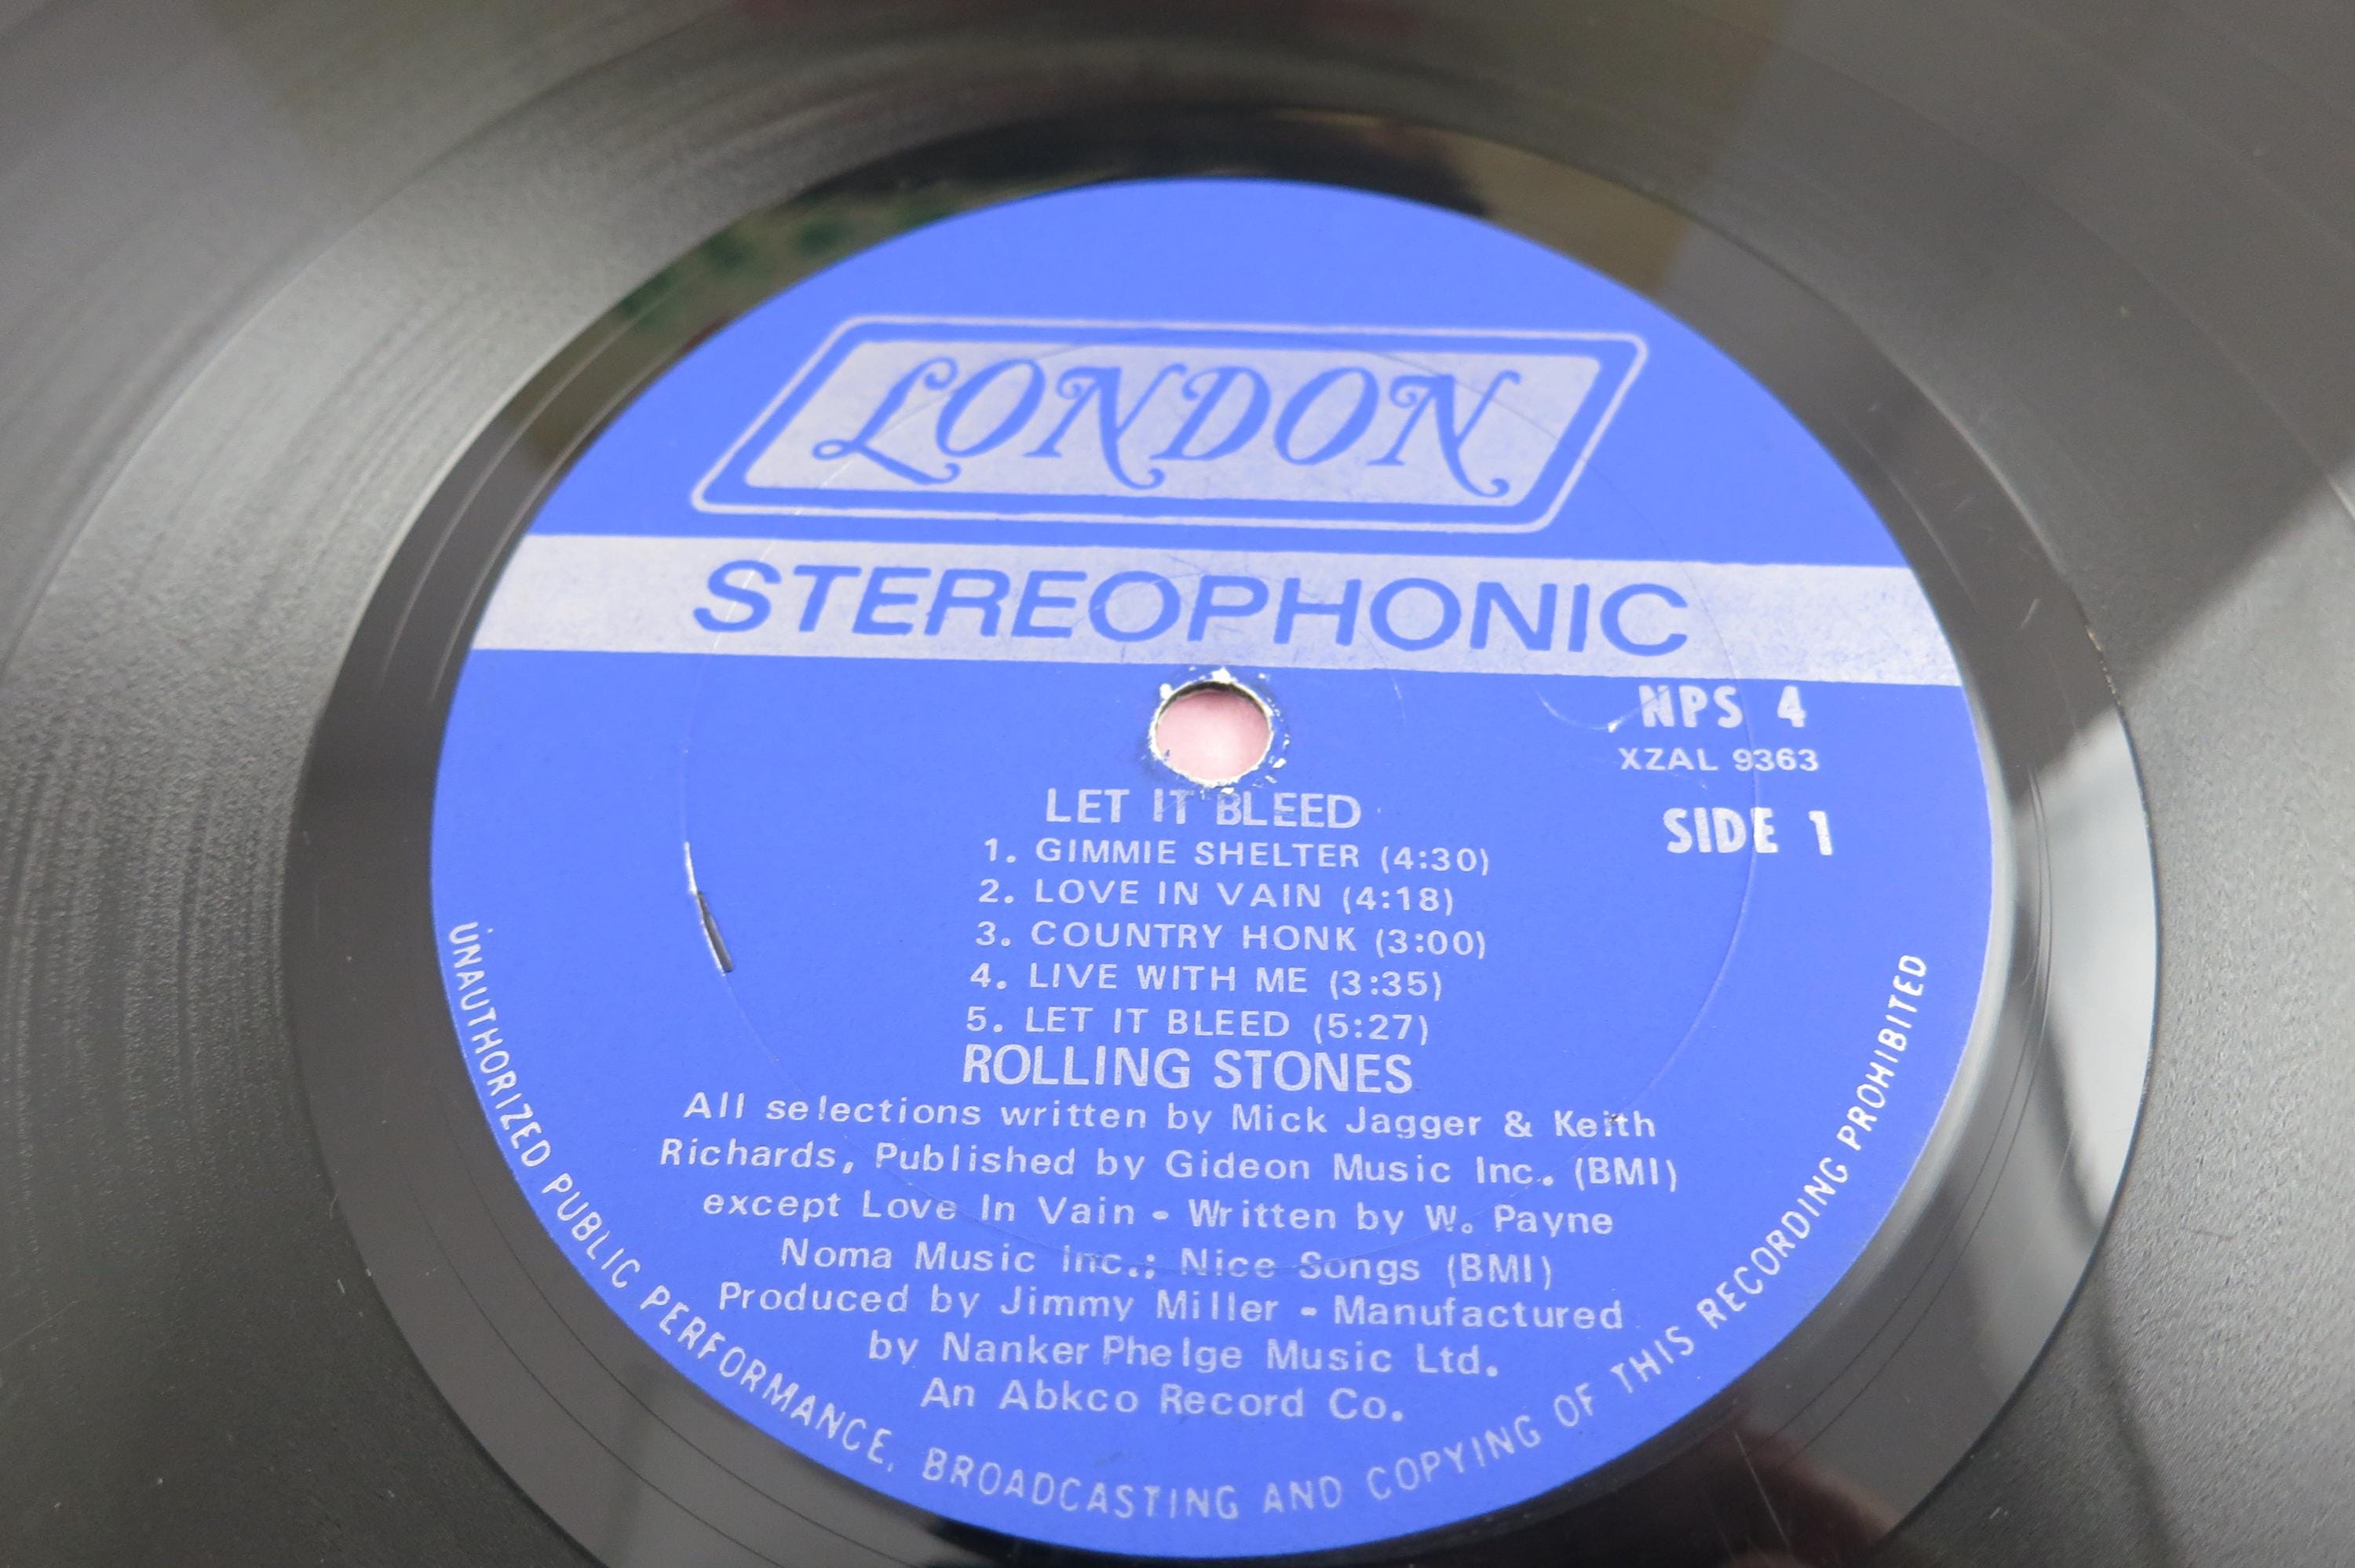 LONDON
STEREOPHONIC
NPS 4
XZAL 9363
SIDE 1
LET IT BLEED
1. GIMMIE SHELTER (4:30)
2. LOVE IN VAIN (4:18)
3. COUNTRY HONK (3:00)
4. LIVE WITH ME (3:35)
5. LET IT BLEED (5:27)
ROLLING STONES
All selections written by Mick Jagger & Keith
Richards, Published by Gideon Music Inc. (BMI)
except Love In Vain - Written by W. Payne
Noma Music Inc.; Nice Songs (BMI)
Produced by Jimmy Miller - Manufactured
by Nanker Phelge Music Ltd.
An Abkco Record Co.
UNAUTHORIZED PUBLIC PERFORMANCE, BROADCASTING AND COPYING OF THIS RECORDING PROHIBITED